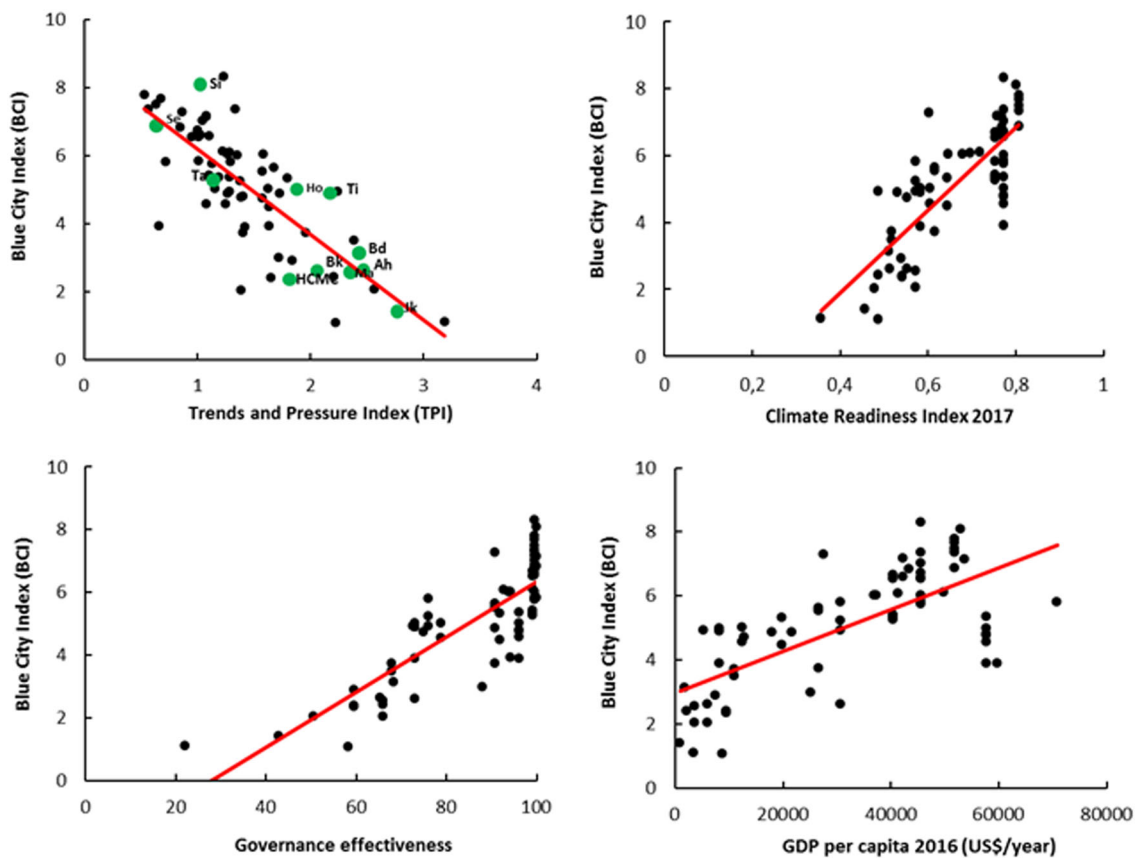 Blue City Index (BCI)
10
8
6
4
2
0
Si
Se
Ta
Ho
Ti
Bd
Bk
Ah
Ma
HCMC
Jk
0
1
2
3
4
Trends and Pressure Index (TPI)
Blue City Index (BCI)
10
8
6
4
2
0
0
0,2
0,4
0,6
0,8
1
Climate Readiness Index 2017
Blue City Index (BCI)
10
8
6
4
2
0
0
20
40
60
80
100
Governance effectiveness
Blue City Index (BCI)
10
8
6
4
2
0
0
20000
40000
60000
80000
GDP per capita 2016 (US$/year)